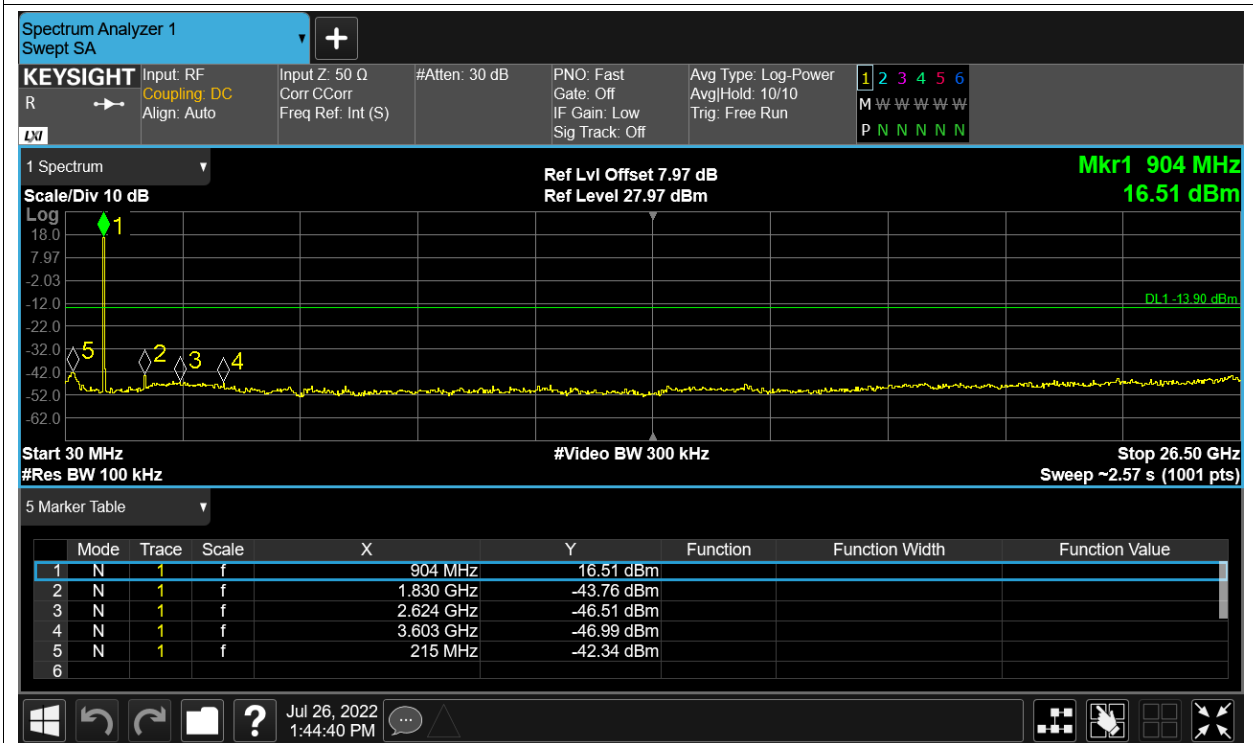 Spectrum Analyzer 1
Swept SA
KEYSIGHT Input: RF Input Z: 50 Ω #Atten: 30 dB PNO: Fast Avg Type: Log-Power 1 2 3 4 5 6
R Coupling: DC Corr CCorr Gate: Off Avg|Hold: 10/10 M W W W W W
Align: Auto Freq Ref: Int (S) IF Gain: Low Trig: Free Run
LXI Sig Track: Off P N N N N N
1 Spectrum Ref Lvl Offset 7.97 dB Mkr1 904 MHz
Scale/Div 10 dB Ref Level 27.97 dBm 16.51 dBm
Log
1
18.0
7.97
-2.03
-12.0
DL1 -13.90 dBm
-22.0
-32.0
5 2 3 4
-42.0
-52.0
-62.0
Start 30 MHz #Video BW 300 kHz Stop 26.50 GHz
#Res BW 100 kHz Sweep ~2.57 s (1001 pts)
5 Marker Table
Mode Trace Scale X Y Function Function Width Function Value
1 N 1 f 904 MHz 16.51 dBm
2 N 1 f 1.830 GHz -43.76 dBm
3 N 1 f 2.624 GHz -46.51 dBm
4 N 1 f 3.603 GHz -46.99 dBm
5 N 1 f 215 MHz -42.34 dBm
6
? Jul 26, 2022
1:44:40 PM